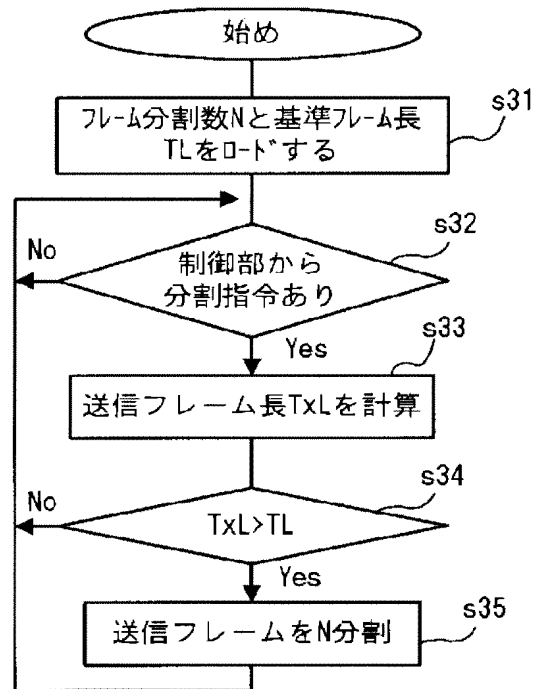 始め
ﾌﾚｰﾑ分割数Nと基準ﾌﾚｰﾑ長
TLをﾛｰﾄﾞする
s31
s32
No
制御部から
分割指令あり
Yes
s33
送信フレーム長TxLを計算
s34
No
TxL>TL
Yes
s35
送信フレームをN分割